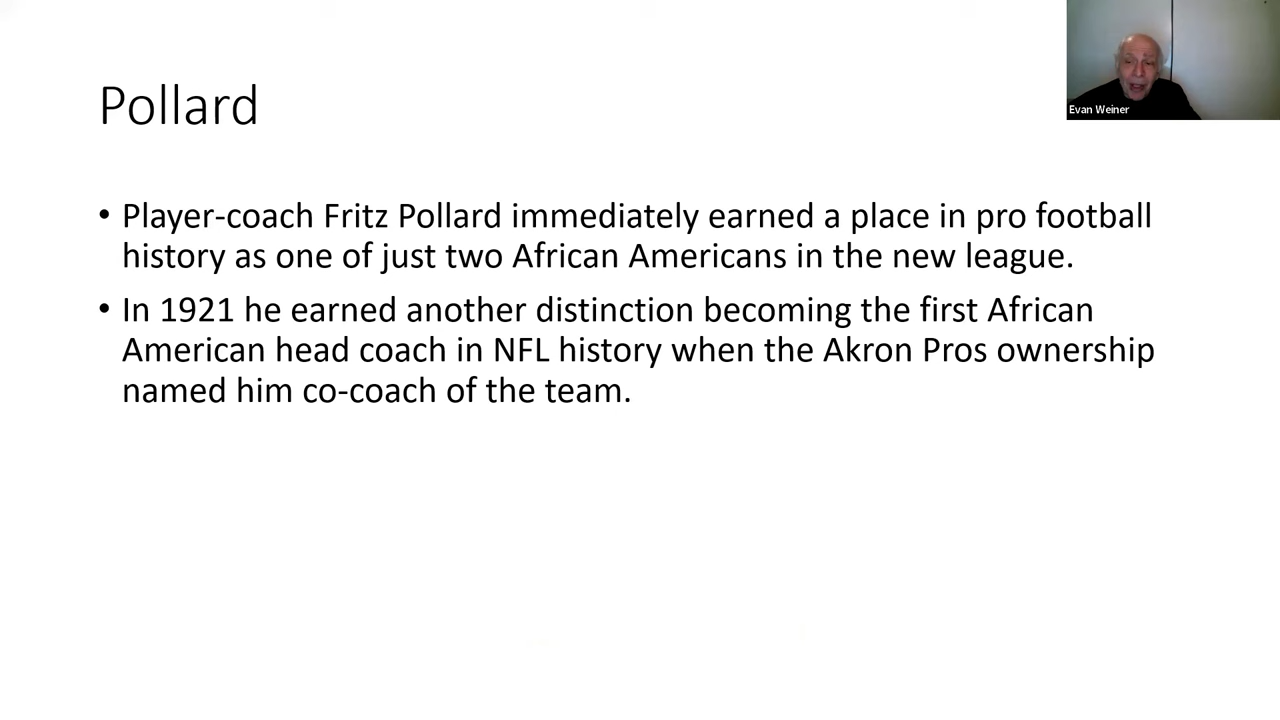 Pollard
Evan Weiner
• Player-coach Fritz Pollard immediately earned a place in pro football
history as one of just two African Americans in the new league.
• In 1921 he earned another distinction becoming the first African
American head coach in NFL history when the Akron Pros ownership
named him co-coach of the team.